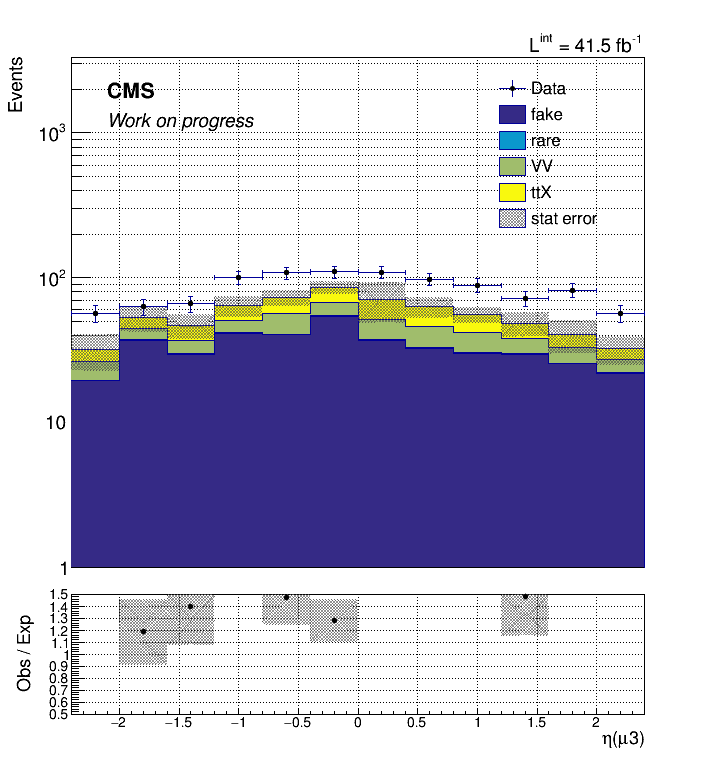 L^int = 41.5 fb^-1
Events
CMS
Work on progress
Data
fake
rare
VV
ttX
stat error
10^3
10^2
10
1
Obs / Exp
1.5
1.4
1.3
1.2
1.1
1
0.9
0.8
0.7
0.6
0.5
−2
−1.5
−1
−0.5
0
0.5
1
1.5
2
η(μ3)